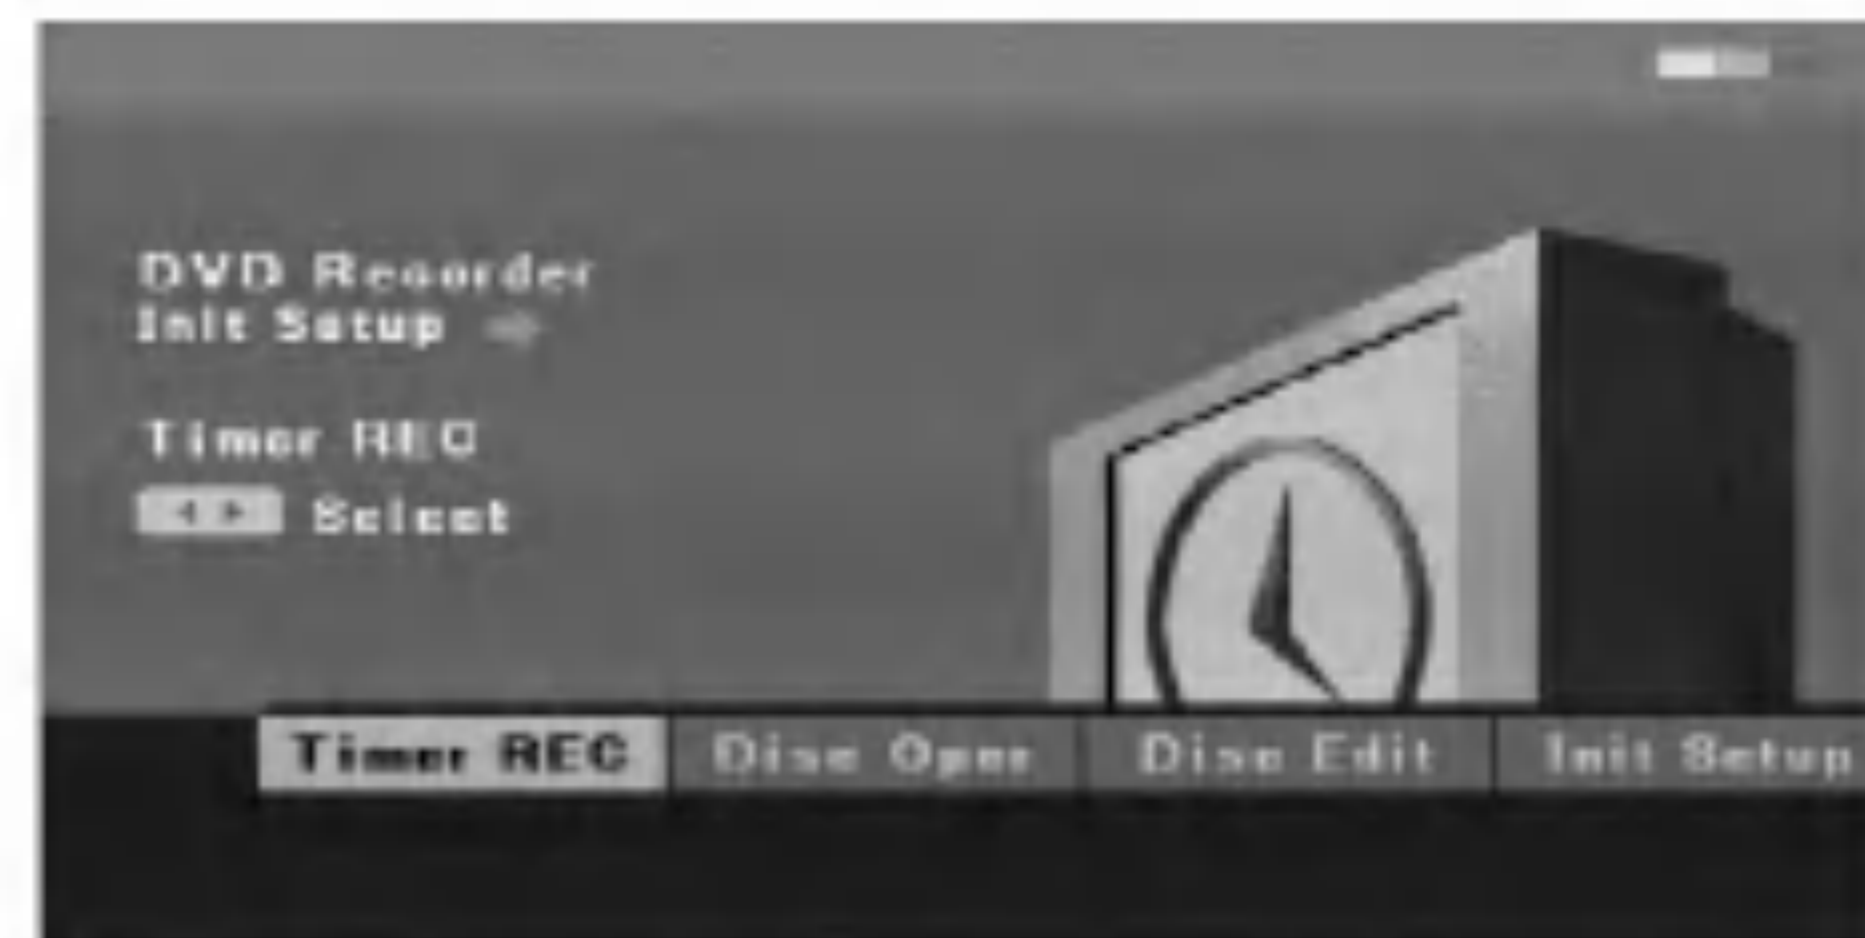 DVD Recorder
Init Setup
Timer REC
Select
Timer REC
Disc Oper
Disc Edit
Init Setup